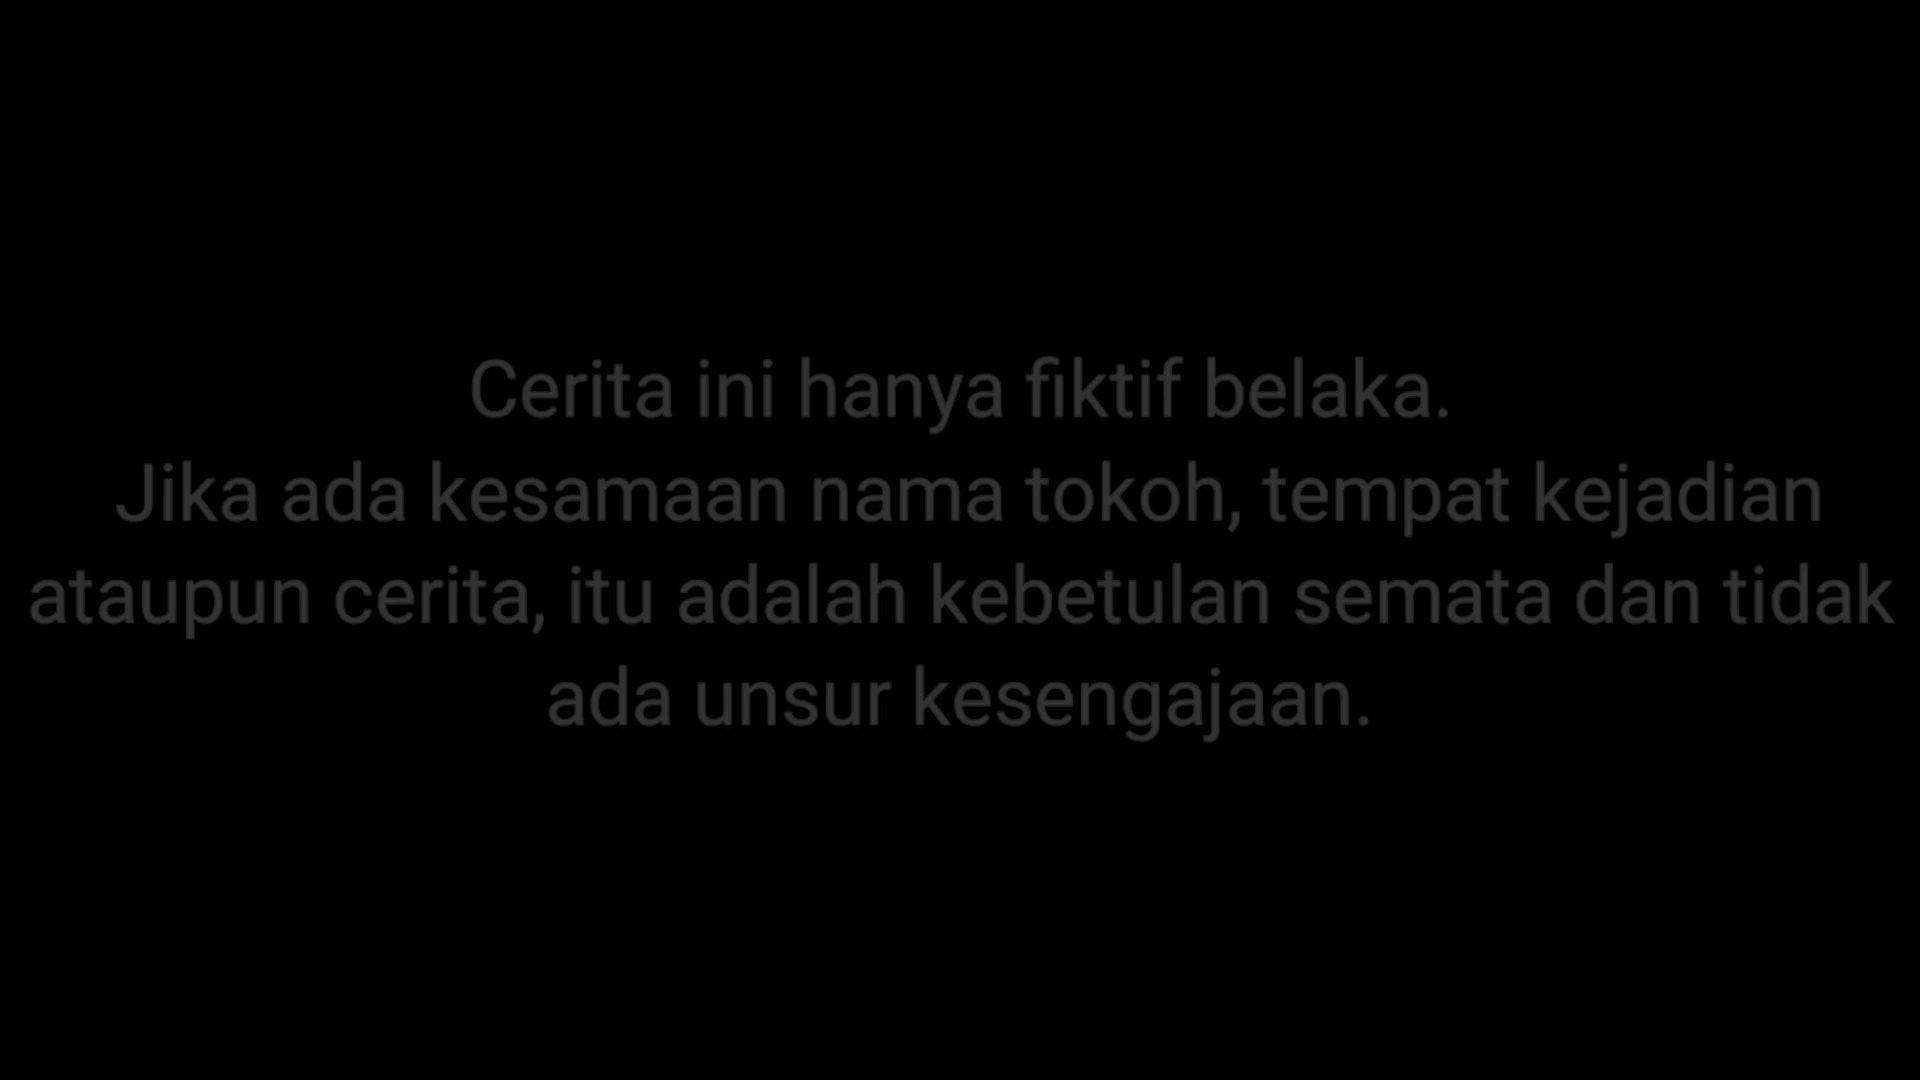 Cerita ini hanya fiktif belaka.
Jika ada kesamaan nama tokoh, tempat kejadian
ataupun cerita, itu adalah kebetulan semata dan tidak
ada unsur kesengajaan.